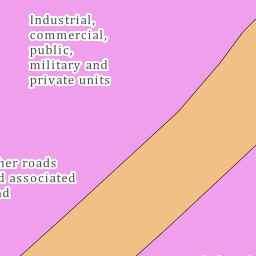 Industrial,
commercial,
public,
military and
private units
her roads
d associated
nd